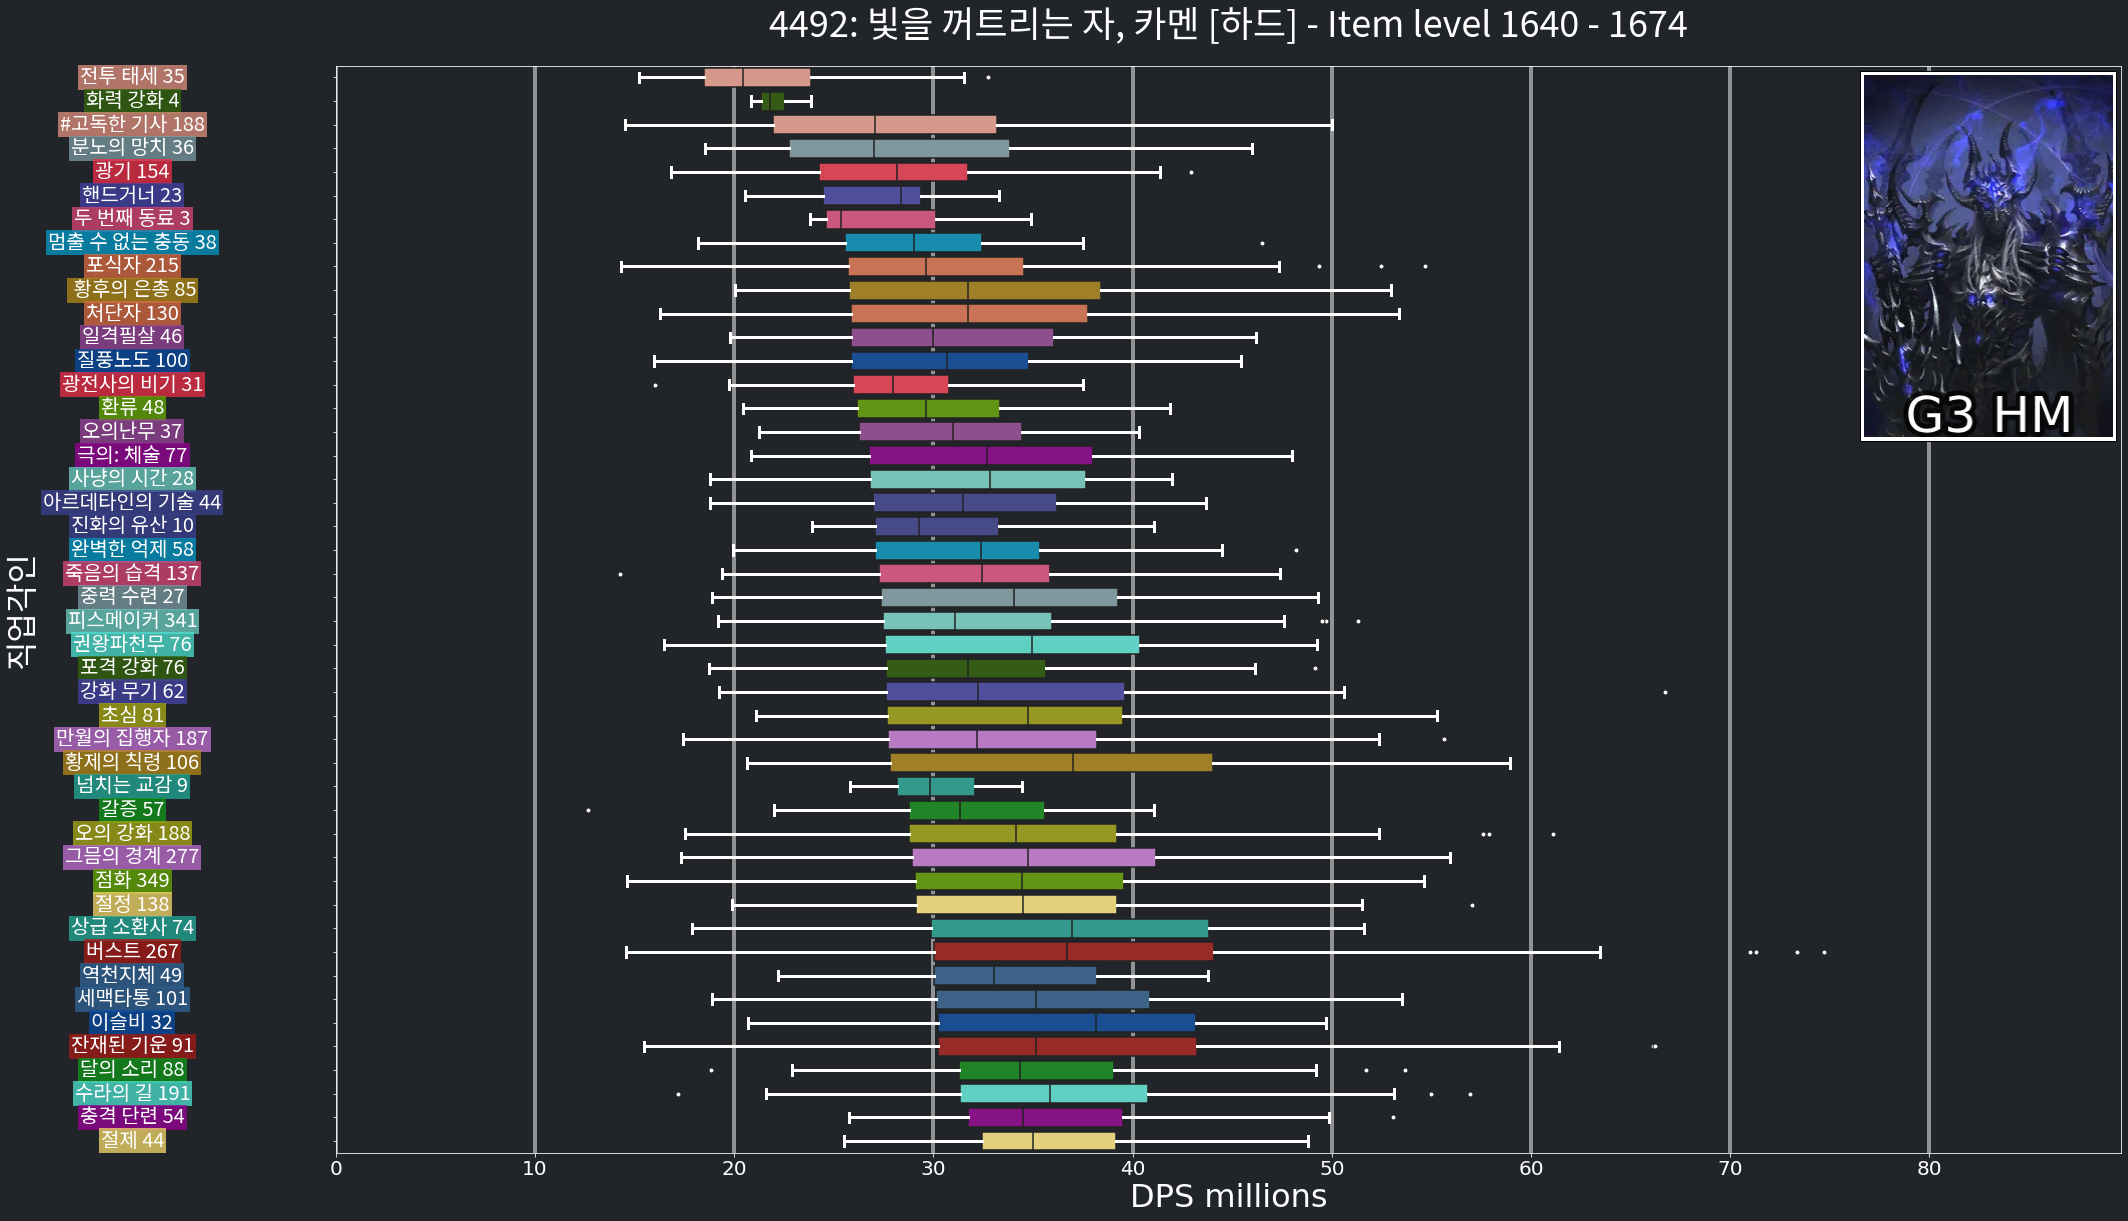 4492: 빛을 꺼트리는 자, 카멘 [하드] - Item level 1640 - 1674
전투 태세 35
화력 강화 4
#고독한 기사 188
분노의 망치 36
광기 154
핸드거너 23
두 번째 동료 3
멈출 수 없는 충동 38
포식자 215
황후의 은총 85
처단자 130
일격필살 46
질풍노도 100
광전사의 비기 31
환류 48
오의난무 37
극의: 체술 77
사냥의 시간 28
아르데타인의 기술 44
진화의 유산 10
완벽한 억제 58
죽음의 습격 137
중력 수련 27
피스메이커 341
권왕파천무 76
포격 강화 76
강화 무기 62
초심 81
만월의 집행자 187
황제의 칙령 106
넘치는 교감 9
갈증 57
오의 강화 188
그믐의 경계 277
점화 349
절정 138
상급 소환사 74
버스트 267
역천지체 49
세맥타통 101
이슬비 32
잔재된 기운 91
달의 소리 88
수라의 길 191
충격 단련 54
절제 44
직업각인
G3 HM
0 10 20 30 40 50 60 70 80
DPS millions